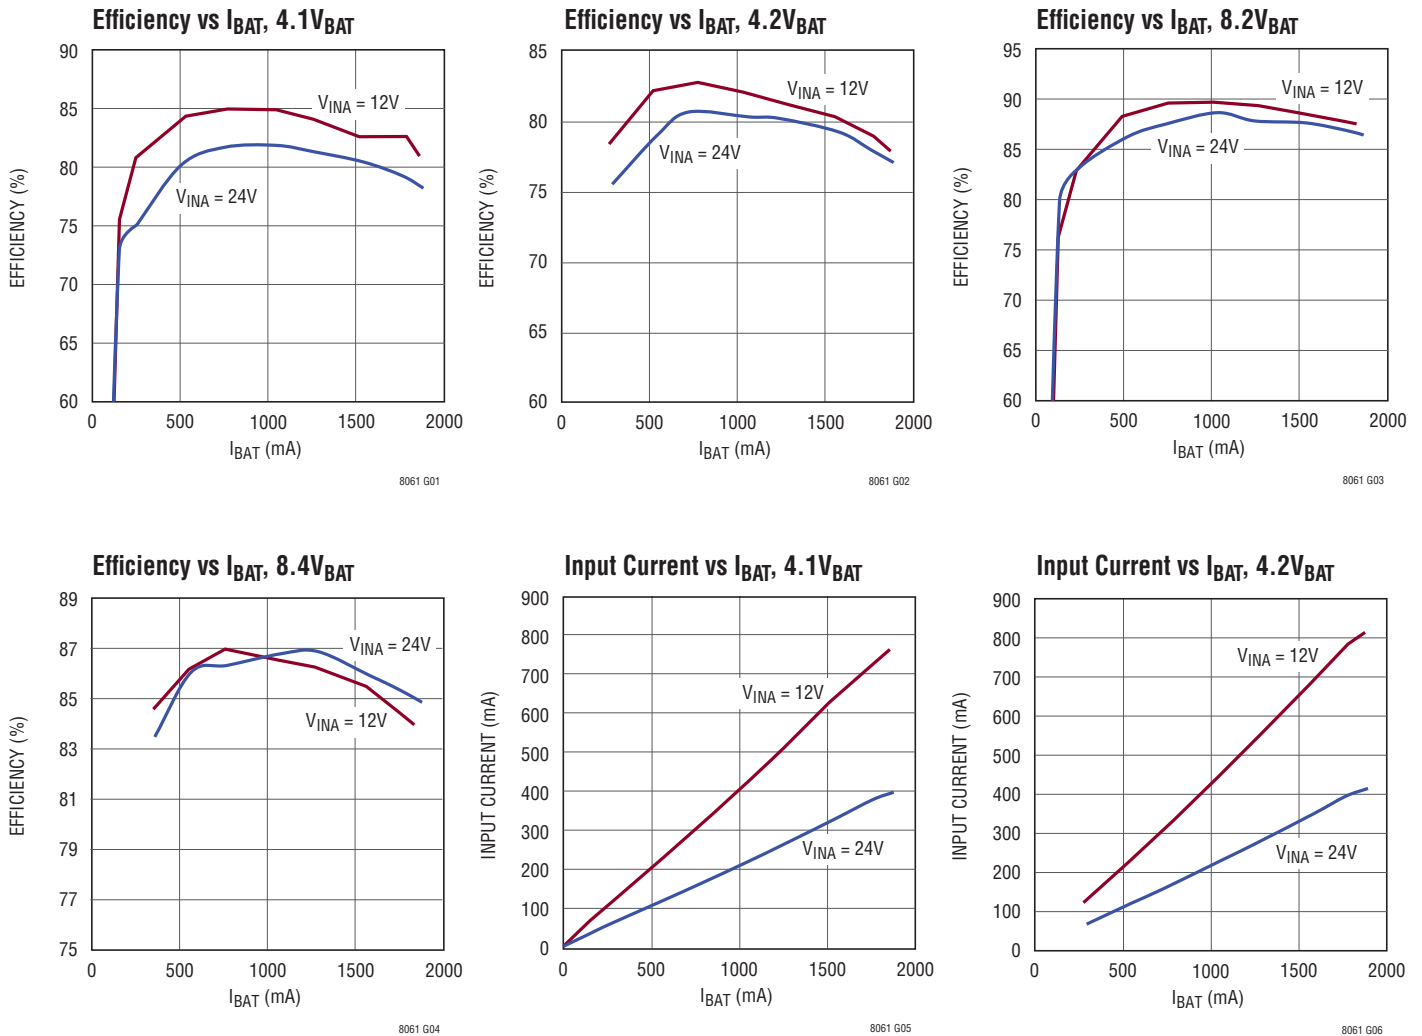 Efficiency vs IBAT, 4.1VBAT
90
85
80
75
70
65
60
EFFICIENCY (%)
VINA = 12V
VINA = 24V
0 500 1000 1500 2000
IBAT (mA)
8061 G01
Efficiency vs IBAT, 4.2VBAT
85
80
75
70
65
60
EFFICIENCY (%)
VINA = 12V
VINA = 24V
0 500 1000 1500 2000
IBAT (mA)
8061 G02
Efficiency vs IBAT, 8.2VBAT
95
90
85
80
75
70
65
60
EFFICIENCY (%)
VINA = 12V
VINA = 24V
0 500 1000 1500 2000
IBAT (mA)
8061 G03
Efficiency vs IBAT, 8.4VBAT
89
87
85
83
81
79
77
75
EFFICIENCY (%)
VINA = 24V
VINA = 12V
0 500 1000 1500 2000
IBAT (mA)
8061 G04
Input Current vs IBAT, 4.1VBAT
900
800
700
600
500
400
300
200
100
0
INPUT CURRENT (mA)
VINA = 12V
VINA = 24V
0 500 1000 1500 2000
IBAT (mA)
8061 G05
Input Current vs IBAT, 4.2VBAT
900
800
700
600
500
400
300
200
100
0
INPUT CURRENT (mA)
VINA = 12V
VINA = 24V
0 500 1000 1500 2000
IBAT (mA)
8061 G06